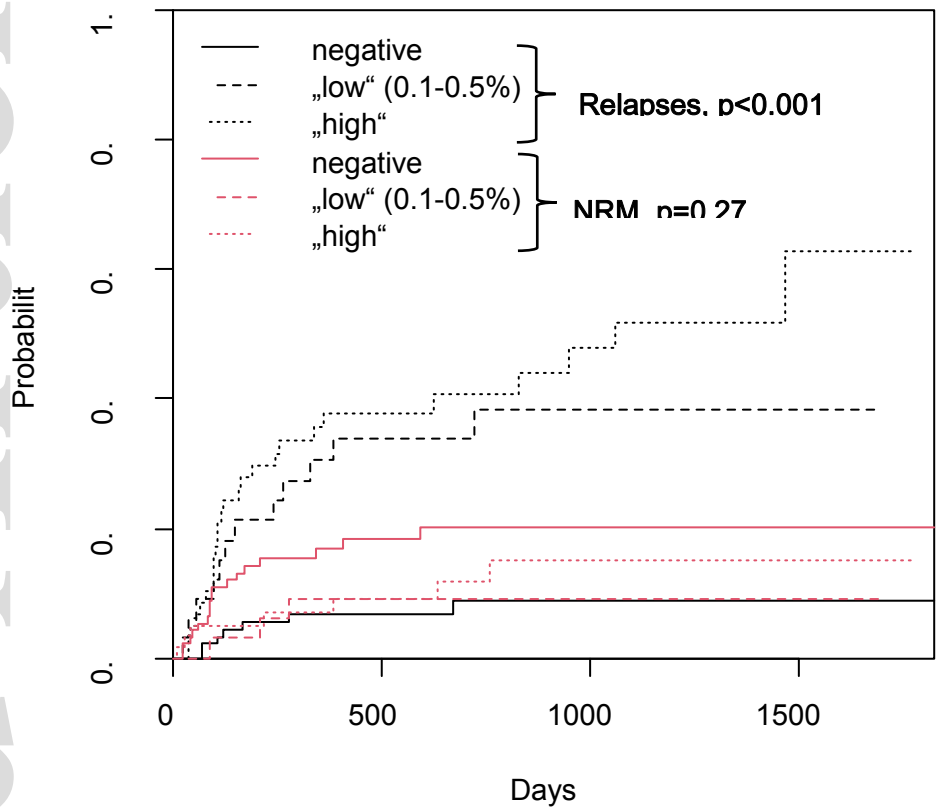 1.
negative
„low“ (0.1-0.5%)
„high“
Relapses, p<0.001
negative
„low“ (0.1-0.5%)
„high“
NRM, p=0.27
0.
0.
0.
0.
0.
Probabilit
0
500
1000
1500
Days